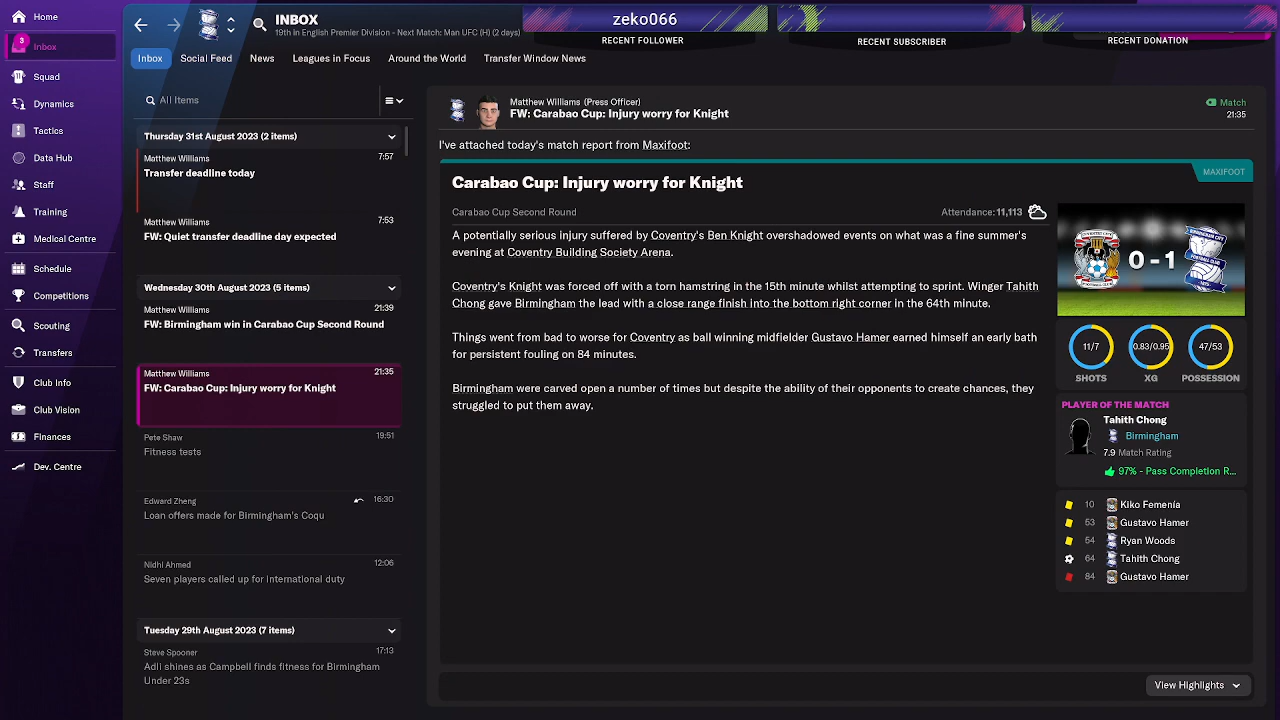 Home
3
Inbox
Squad
Dynamics
Tactics
Data Hub
Staff
Training
Medical Centre
Schedule
Competitions
Scouting
Transfers
Club Info
Club Vision
Finances
Dev. Centre
INBOX
19th in English Premier Division - Next Match: Man UFC (H) (2 days)
zeko066
RECENT FOLLOWER
RECENT SUBSCRIBER
RECENT DONATION
Inbox
Social Feed
News
Leagues in Focus
Around the World
Transfer Window News
All Items
Thursday 31st August 2023 (2 items)
Matthew Williams 7:57
Transfer deadline today
Matthew Williams 7:53
FW: Quiet transfer deadline day expected
Wednesday 30th August 2023 (5 items)
Matthew Williams 21:39
FW: Birmingham win in Carabao Cup Second Round
Matthew Williams 21:35
FW: Carabao Cup: Injury worry for Knight
Pete Shaw 19:51
Fitness tests
Edward Zheng 16:30
Loan offers made for Birmingham's Coqu
Nidhi Ahmed 12:06
Seven players called up for international duty
Tuesday 29th August 2023 (7 items)
Steve Spooner 17:13
Adil shines as Campbell finds fitness for Birmingham
Under 23s
Matthew Williams (Press Officer)
FW: Carabao Cup: Injury worry for Knight
Match
21:35
I've attached today's match report from Maxifoot:
MAXIFOOT
Carabao Cup: Injury worry for Knight
Carabao Cup Second Round
Attendance: 11,113
A potentially serious injury suffered by Coventry's Ben Knight overshadowed events on what was a fine summer's
evening at Coventry Building Society Arena.
Coventry's Knight was forced off with a torn hamstring in the 15th minute whilst attempting to sprint. Winger Tahith
Chong gave Birmingham the lead with a close range finish into the bottom right corner in the 64th minute.
Things went from bad to worse for Coventry as ball winning midfielder Gustavo Hamer earned himself an early bath
for persistent fouling on 84 minutes.
Birmingham were carved open a number of times but despite the ability of their opponents to create chances, they
struggled to put them away.
0 - 1
11/7
0.83/0.95
47/53
SHOTS
XG
POSSESSION
PLAYER OF THE MATCH
Tahith Chong
Birmingham
7.9 Match Rating
97% - Pass Completion R...
10 Kiko Femenía
53 Gustavo Hamer
54 Ryan Woods
64 Tahith Chong
84 Gustavo Hamer
View Highlights